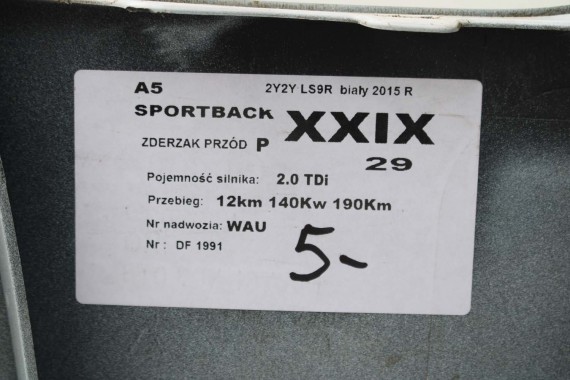 A5 2Y2Y LS9R biały 2015 R
SPORTBACK XXIX
ZDERZAK PRZÓD P
29
Pojemność silnika: 2.0 TDi
Przebieg: 12km 140Kw 190Km
Nr nadwozia: WAU
Nr : DF 1991
5-